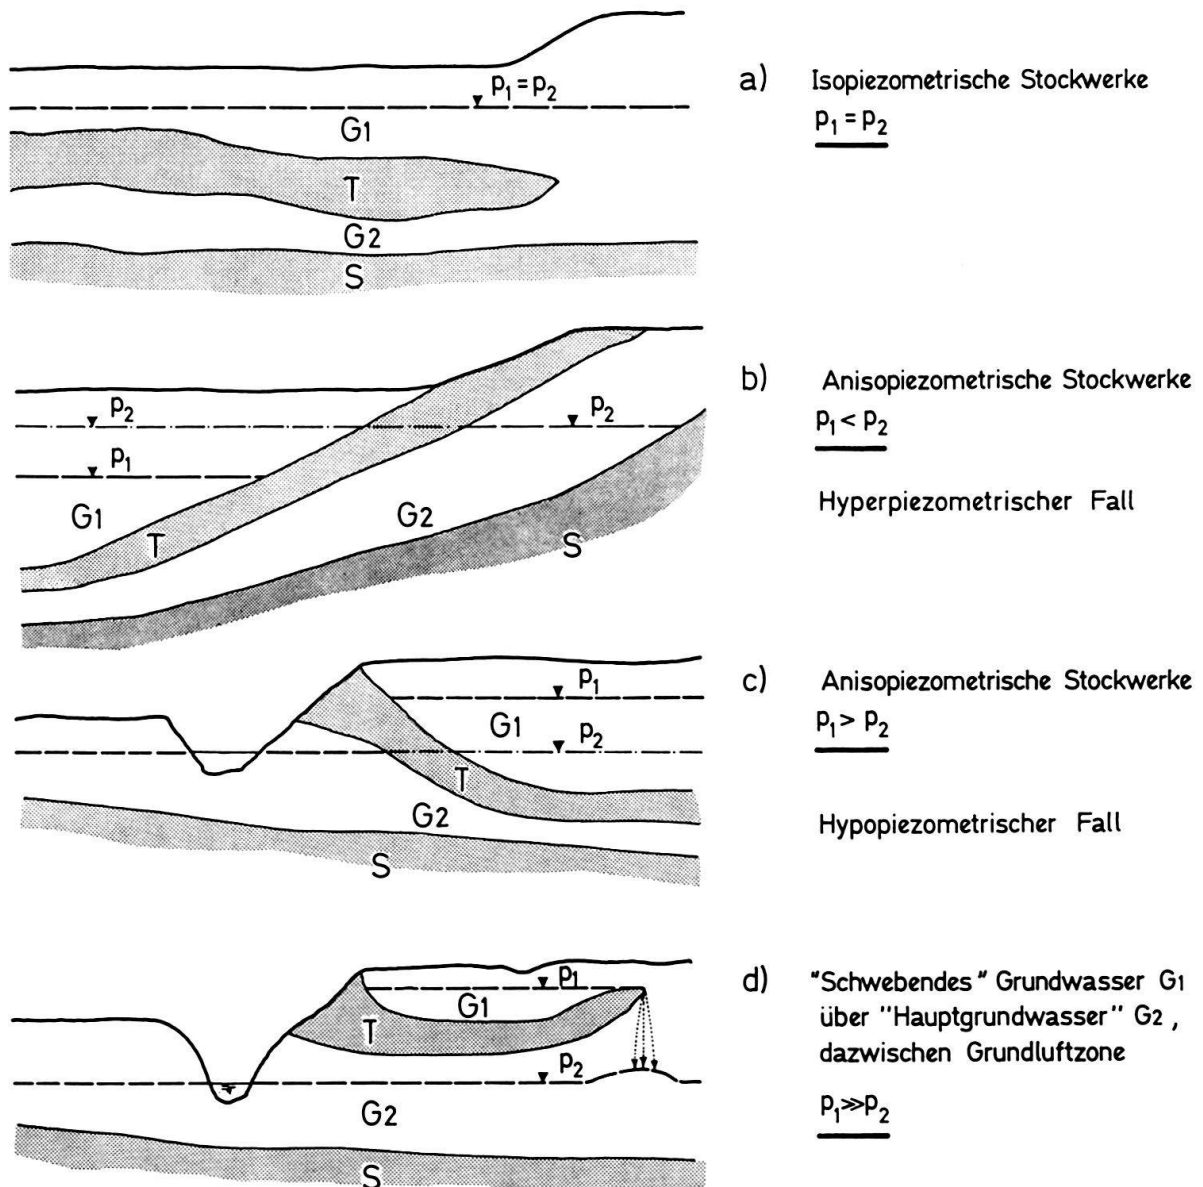 p₁ = p₂
G1
T
G2
S
a) Isopiezometrische Stockwerke
p₁ = p₂
p₂
p₂
p₁
G1
T
G2
S
b) Anisopiezometrische Stockwerke
p₁ < p₂
Hyperpiezometrischer Fall
p₁
G1
p₂
T
G2
S
c) Anisopiezometrische Stockwerke
p₁ > p₂
Hypopiezometrischer Fall
p₁
G1
T
p₂
G2
S
d) "Schwebendes" Grundwasser G1
über "Hauptgrundwasser" G2 ,
dazwischen Grundluftzone
p₁≫p₂